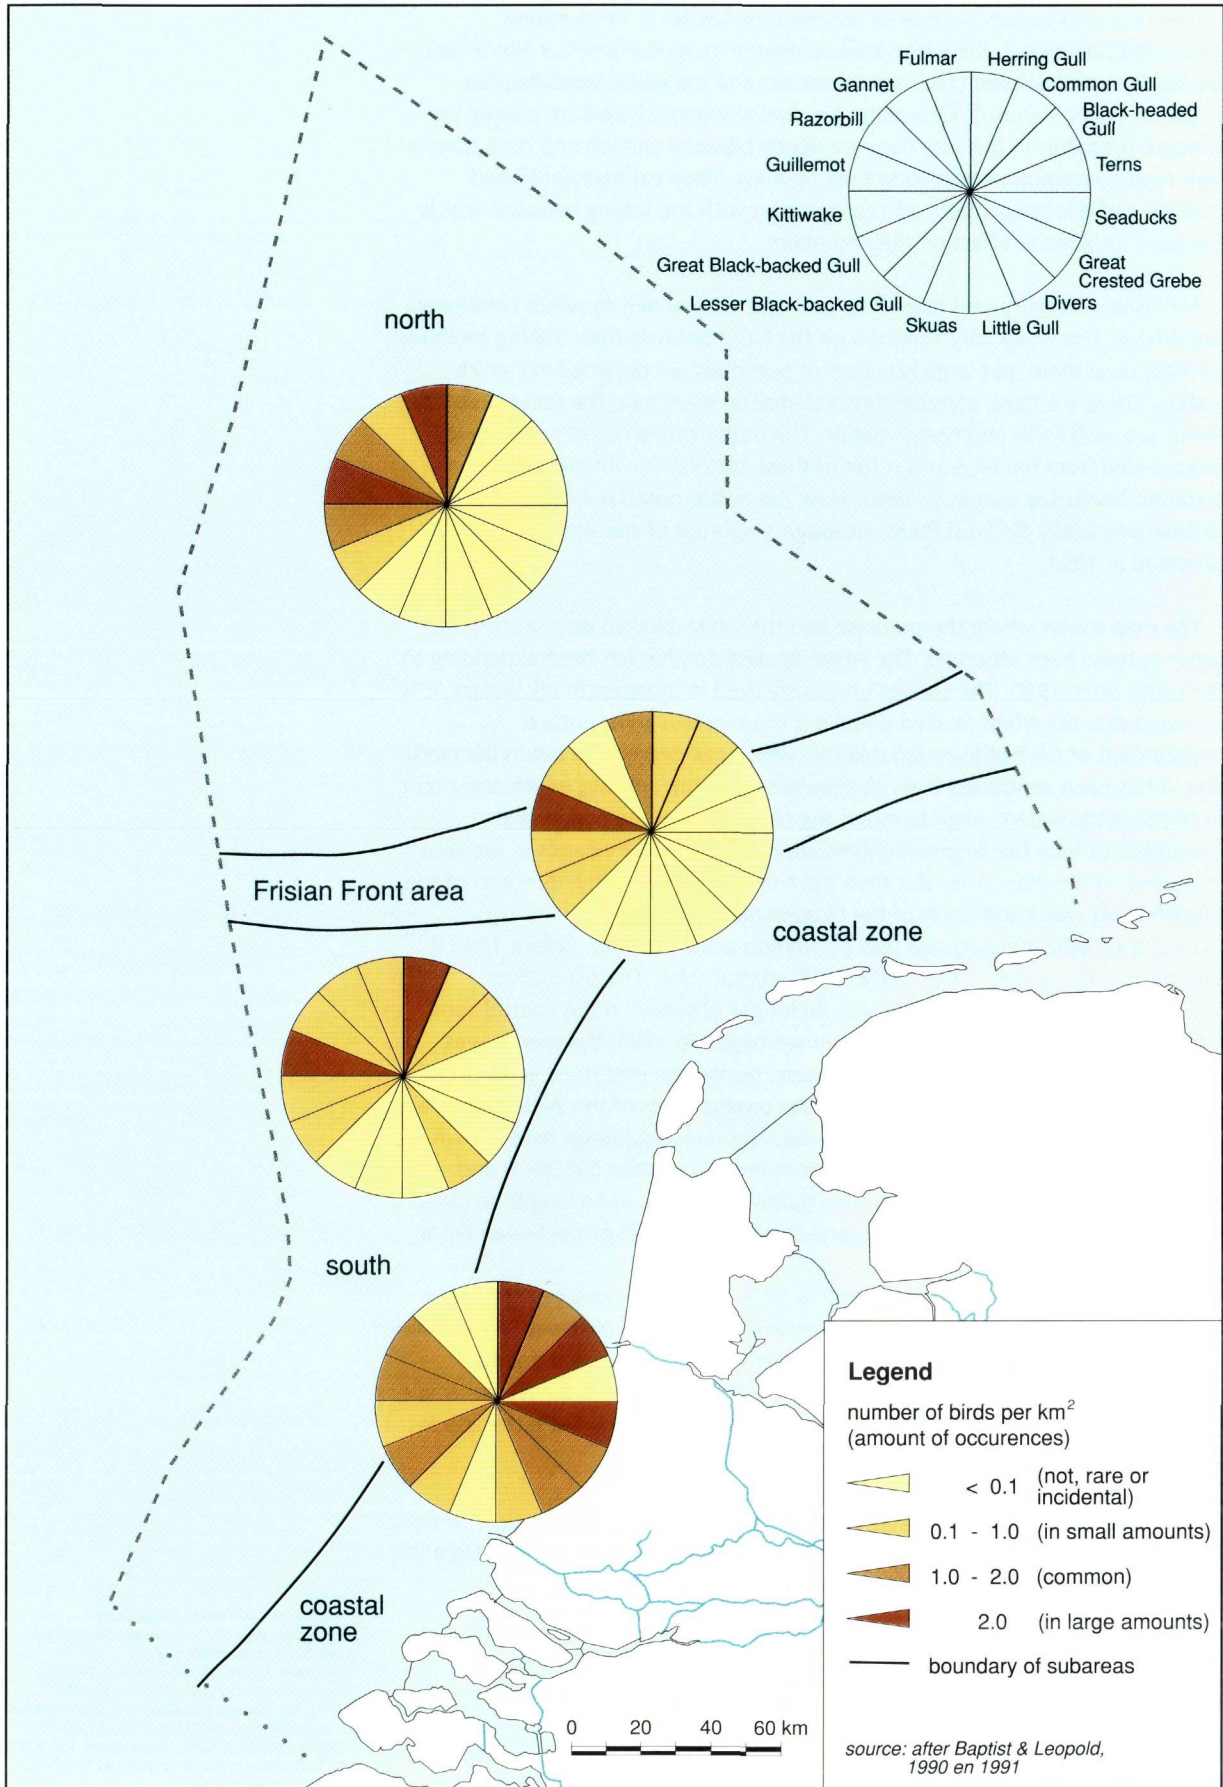 Fulmar
Herring Gull
Gannet
Common Gull
Razorbill
Black-headed
Gull
Guillemot
Terns
Kittiwake
Seaducks
Great Black-backed Gull
Great
Crested Grebe
Lesser Black-backed Gull
Divers
Skuas
Little Gull
north
Frisian Front area
coastal zone
south
coastal
zone
Legend
number of birds per km²
(amount of occurences)
< 0.1 (not, rare or
incidental)
0.1 - 1.0 (in small amounts)
1.0 - 2.0 (common)
2.0 (in large amounts)
boundary of subareas
0 20 40 60 km
source: after Baptist & Leopold,
1990 en 1991